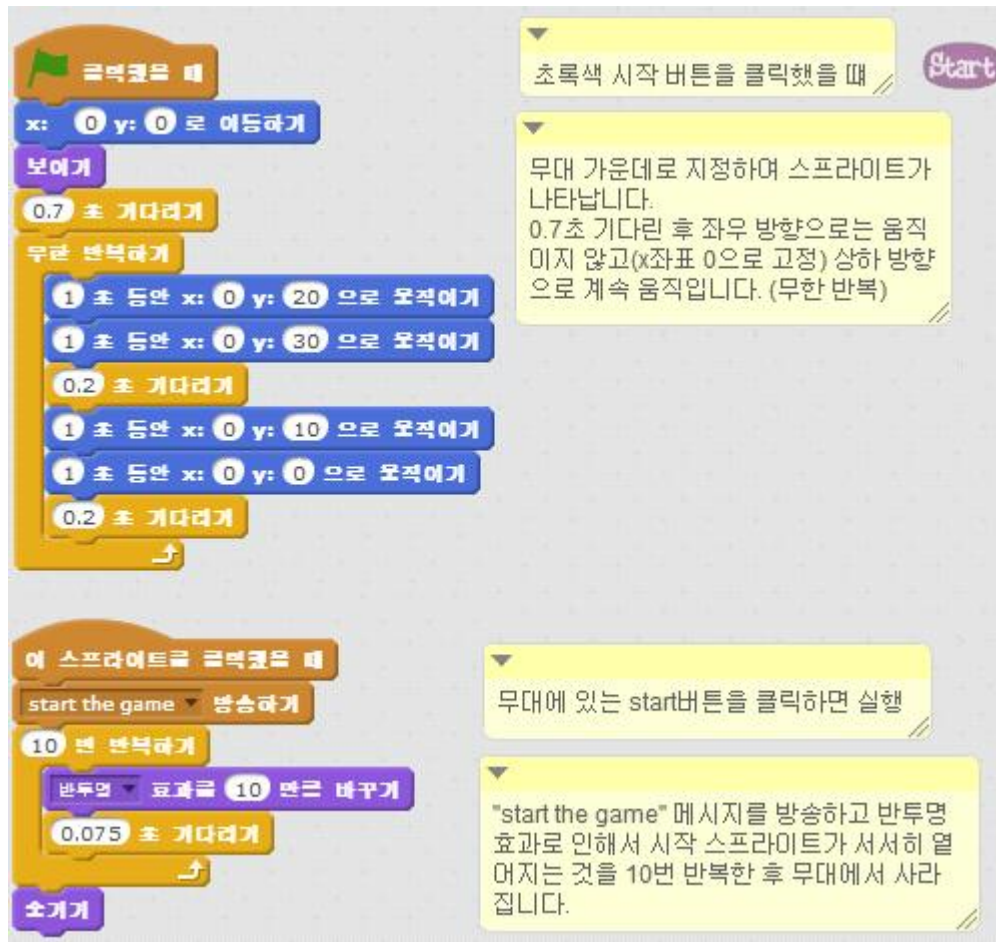 클릭했을 때
x: 0 y: 0 로 이동하기
보이기
0.7 초 기다리기
무한 반복하기
1 초 동안 x: 0 y: 20 으로 움직이기
1 초 동안 x: 0 y: 30 으로 움직이기
0.2 초 기다리기
1 초 동안 x: 0 y: 10 으로 움직이기
1 초 동안 x: 0 y: 0 으로 움직이기
0.2 초 기다리기
초록색 시작 버튼을 클릭했을 떄
Start
무대 가운데로 지정하여 스프라이트가
나타납니다.
0.7초 기다린 후 좌우 방향으로는 움직
이지 않고(x좌표 0으로 고정) 상하 방향
으로 계속 움직입니다. (무한 반복)
이 스프라이트를 클릭했을 때
start the game 방송하기
10 번 반복하기
반투명 효과를 10 만큼 바꾸기
0.075 초 기다리기
숨기기
무대에 있는 start버튼을 클릭하면 실행
"start the game" 메시지를 방송하고 반투명
효과로 인해서 시작 스프라이트가 서서히 옅
어지는 것을 10번 반복한 후 무대에서 사라
집니다.